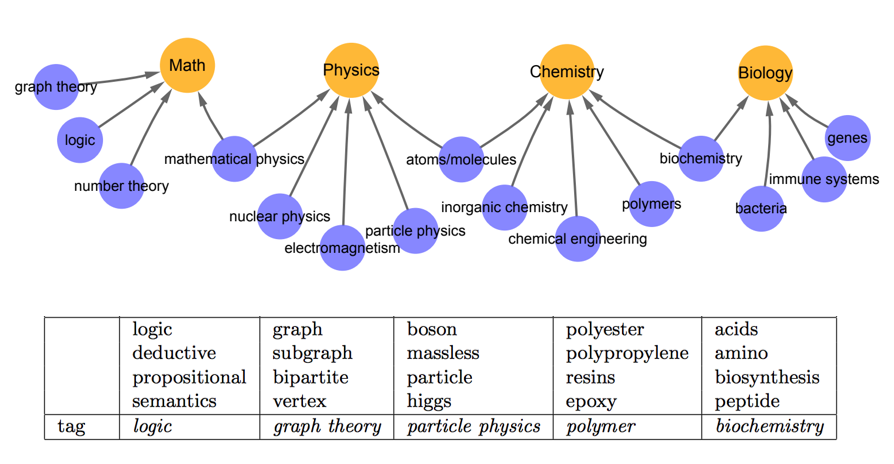 Math
Physics
Chemistry
Biology
graph theory
logic
number theory
mathematical physics
nuclear physics
electromagnetism
particle physics
atoms/molecules
inorganic chemistry
chemical engineering
polymers
biochemistry
bacteria
immune systems
genes
logic graph boson polyester acids
deductive subgraph massless polypropylene amino
propositional bipartite particle resins biosynthesis
semantics vertex higgs epoxy peptide
tag logic graph theory particle physics polymer biochemistry